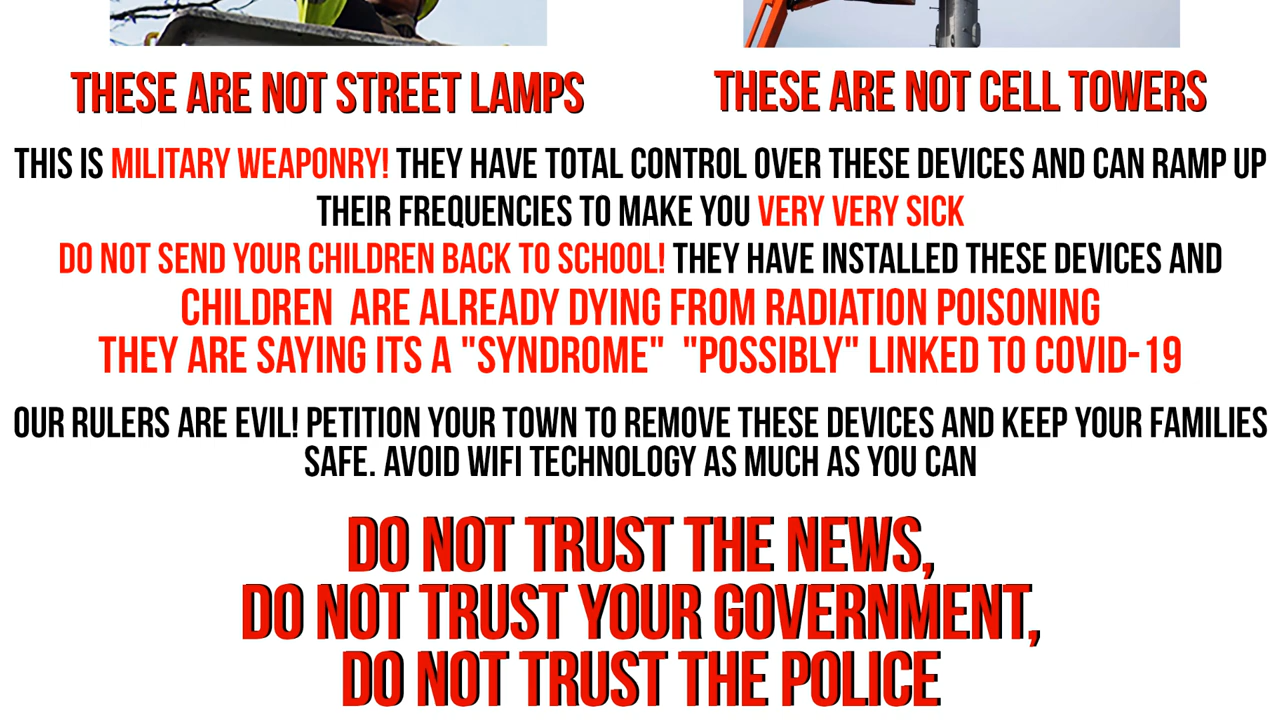 THESE ARE NOT STREET LAMPS
THESE ARE NOT CELL TOWERS
THIS IS MILITARY WEAPONRY! THEY HAVE TOTAL CONTROL OVER THESE DEVICES AND CAN RAMP UP
THEIR FREQUENCIES TO MAKE YOU VERY VERY SICK
DO NOT SEND YOUR CHILDREN BACK TO SCHOOL! THEY HAVE INSTALLED THESE DEVICES AND
CHILDREN ARE ALREADY DYING FROM RADIATION POISONING
THEY ARE SAYING ITS A "SYNDROME" "POSSIBLY" LINKED TO COVID-19
OUR RULERS ARE EVIL! PETITION YOUR TOWN TO REMOVE THESE DEVICES AND KEEP YOUR FAMILIES
SAFE. AVOID WIFI TECHNOLOGY AS MUCH AS YOU CAN
DO NOT TRUST THE NEWS,
DO NOT TRUST YOUR GOVERNMENT,
DO NOT TRUST THE POLICE